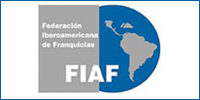 Federación
Iberoamericana
de Franquicias
FIAF